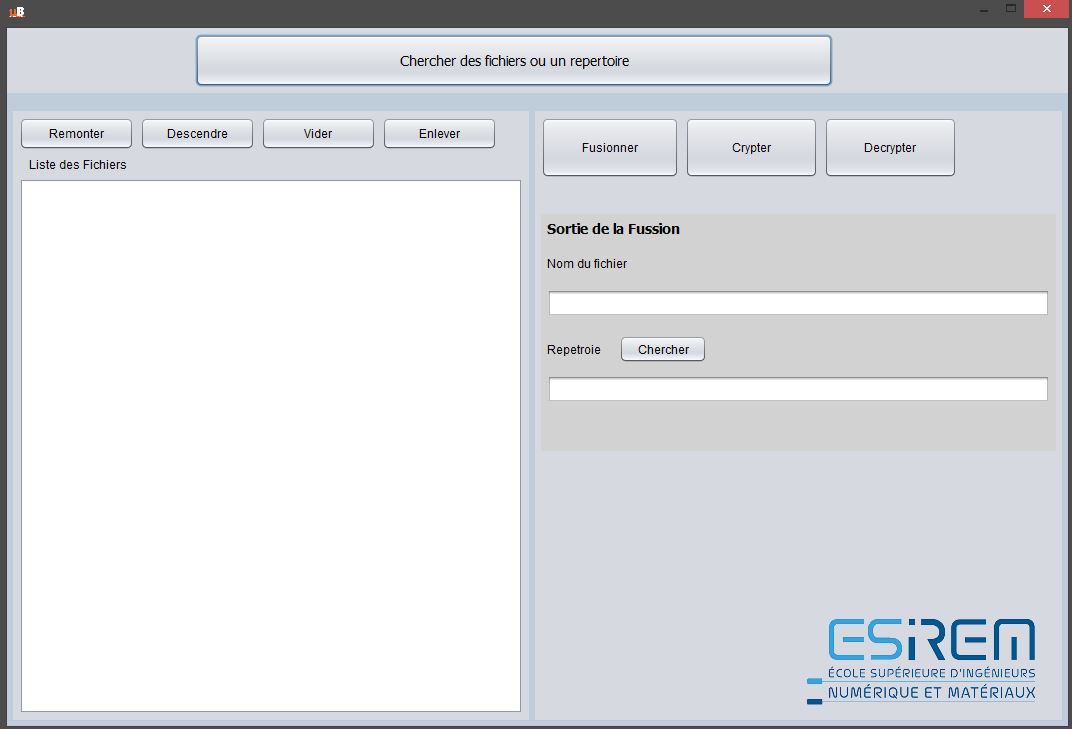 uB
Chercher des fichiers ou un repertoire
Remonter Descendre Vider Enlever
Liste des Fichiers
Fusionner Crypter Decrypter
Sortie de la Fussion
Nom du fichier
Repetroie Chercher
ESIREM
ÉCOLE SUPÉRIEURE D'INGÉNIEURS
NUMÉRIQUE ET MATÉRIAUX